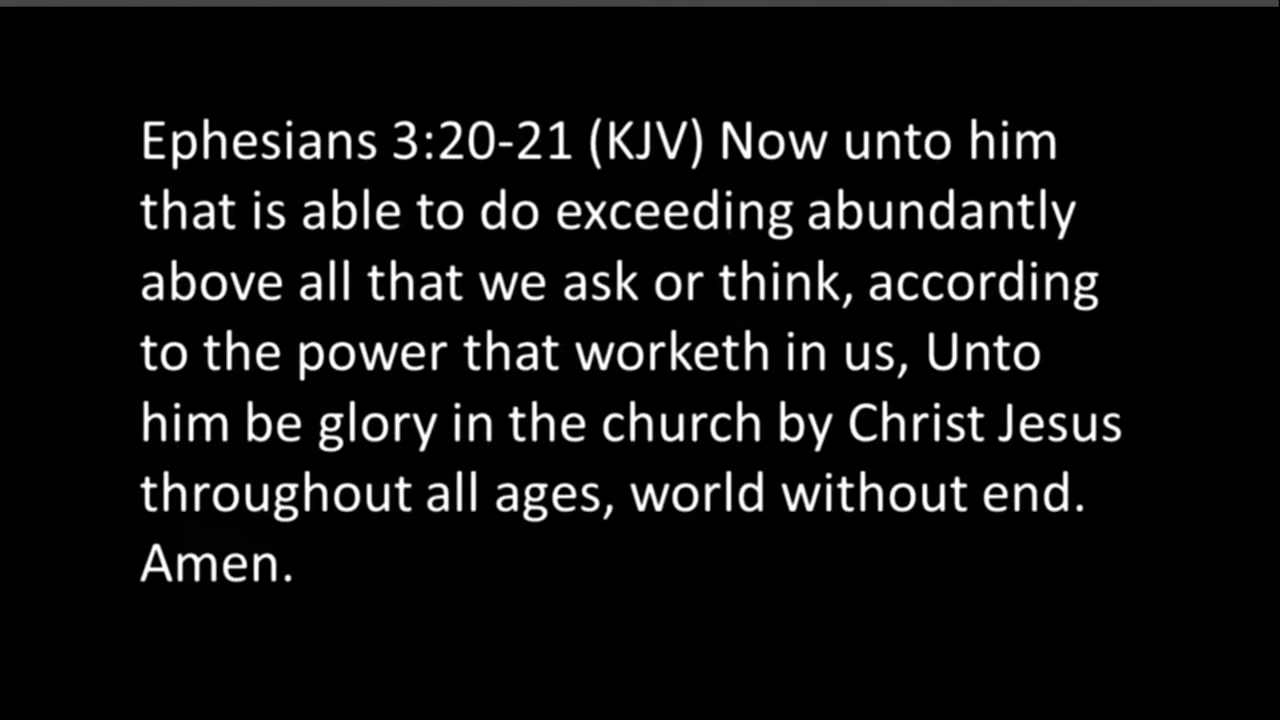 Ephesians 3:20-21 (KJV) Now unto him
that is able to do exceeding abundantly
above all that we ask or think, according
to the power that worketh in us, Unto
him be glory in the church by Christ Jesus
throughout all ages, world without end.
Amen.